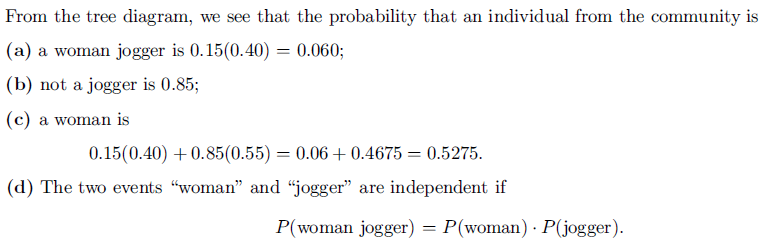 From the tree diagram, we see that the probability that an individual from the community is
(a) a woman jogger is 0.15(0.40) = 0.060;
(b) not a jogger is 0.85;
(c) a woman is
0.15(0.40) + 0.85(0.55) = 0.06 + 0.4675 = 0.5275.
(d) The two events “woman” and “jogger” are independent if
P(woman jogger) = P(woman) · P(jogger).